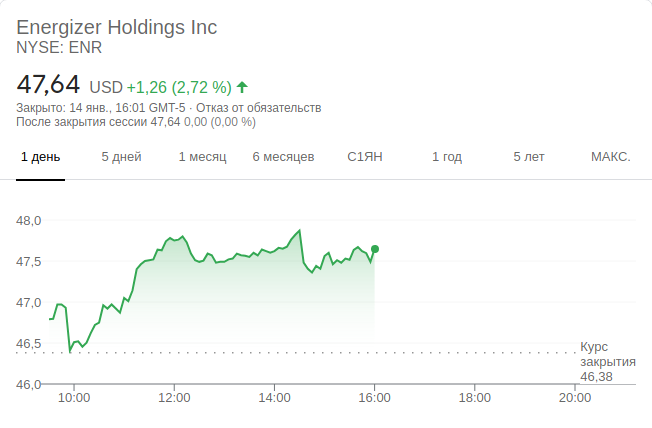 Energizer Holdings Inc
NYSE: ENR
47,64 USD +1,26 (2,72 %)
Закрыто: 14 янв., 16:01 GMT-5 · Отказ от обязательств
После закрытия сессии 47,64 0,00 (0,00 %)
1 день 5 дней 1 месяц 6 месяцев С1ЯН 1 год 5 лет МАКС.
48,0
47,5
47,0
46,5
46,0
Курс
закрытия
46,38
10:00 12:00 14:00 16:00 18:00 20:00